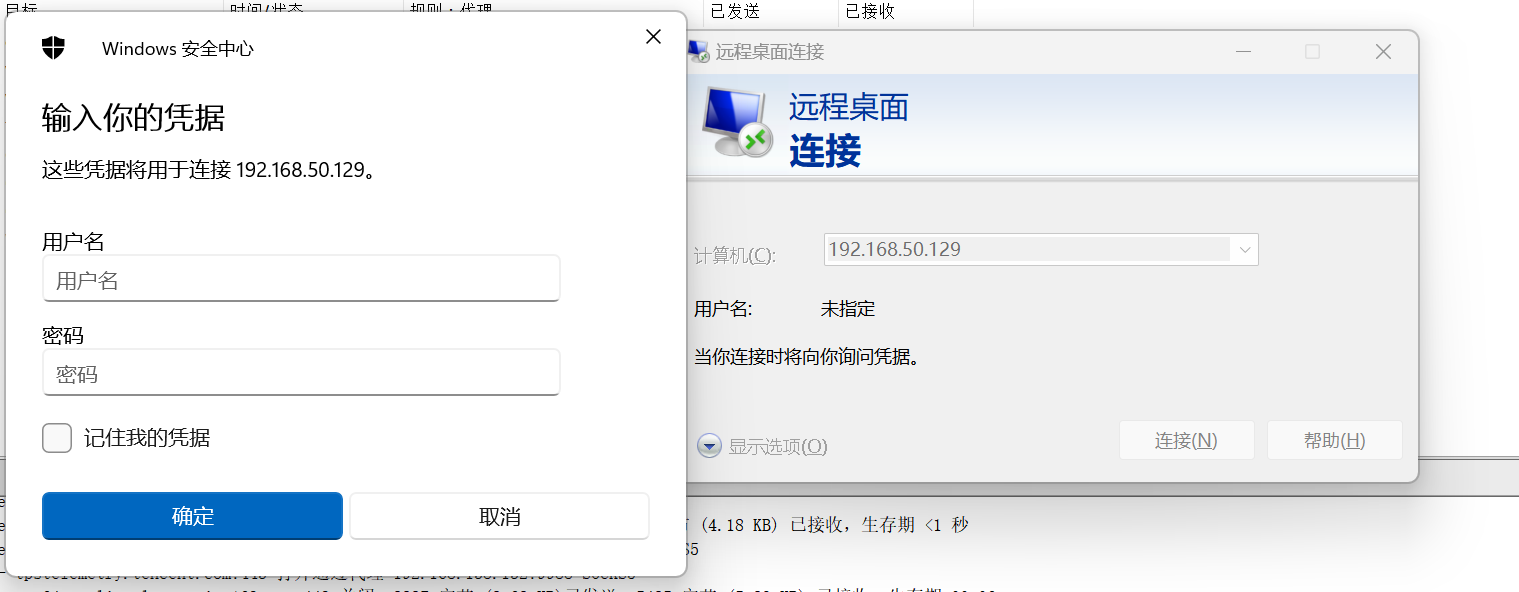 目标 时间/状态 规则：代理 已发送 已接收
Windows 安全中心
输入你的凭据
这些凭据将用于连接 192.168.50.129。
用户名
用户名
密码
密码
记住我的凭据
确定 取消
远程桌面连接
远程桌面
连接
计算机(C): 192.168.50.129
用户名: 未指定
当你连接时将向你询问凭据。
显示选项(O) 连接(N) 帮助(H)
(4.18 KB) 已接收，生存期 <1 秒